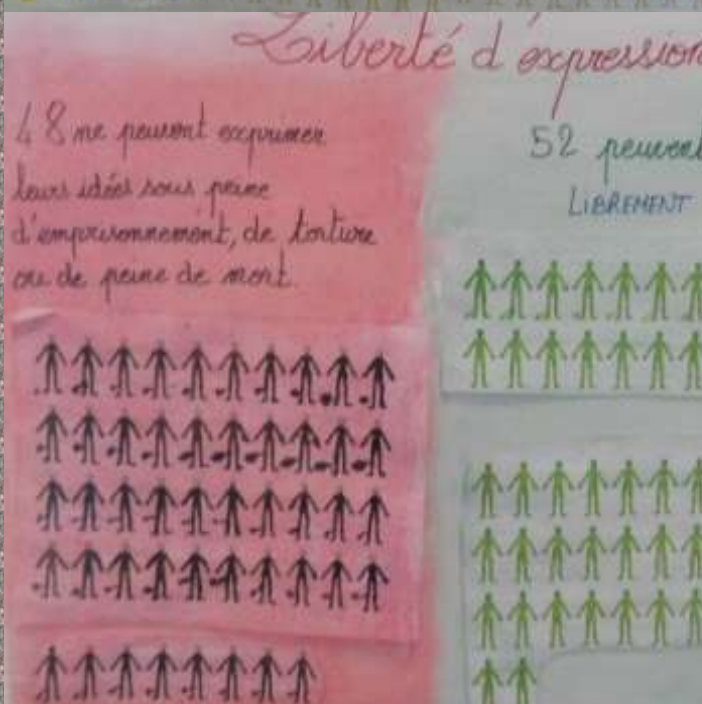 Liberté d'expression
48 ne peuvent exprimer
leurs idées sous peine
d'emprisonnement, de torture
ou de peine de mort.
52 peuvent
LIBREMENT